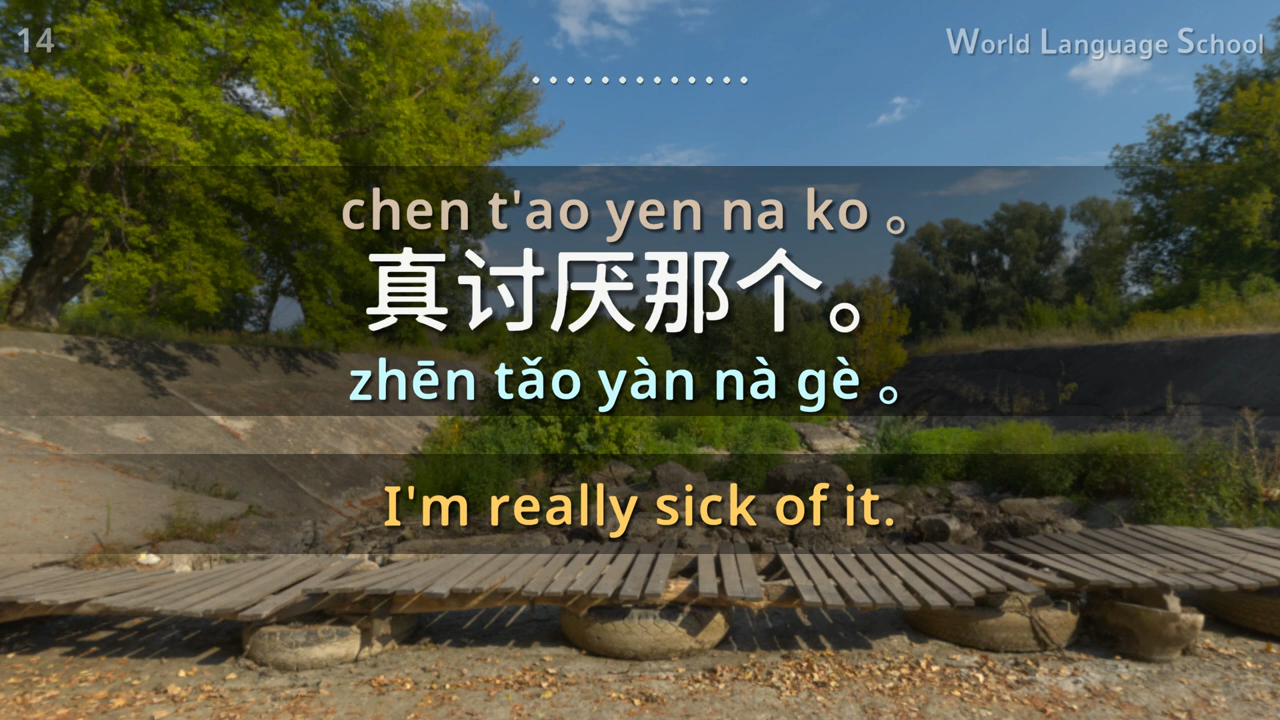 14
World Language School
chen t'ao yen na ko 。
真讨厌那个。
zhēn tǎo yàn nà gè 。
I'm really sick of it.